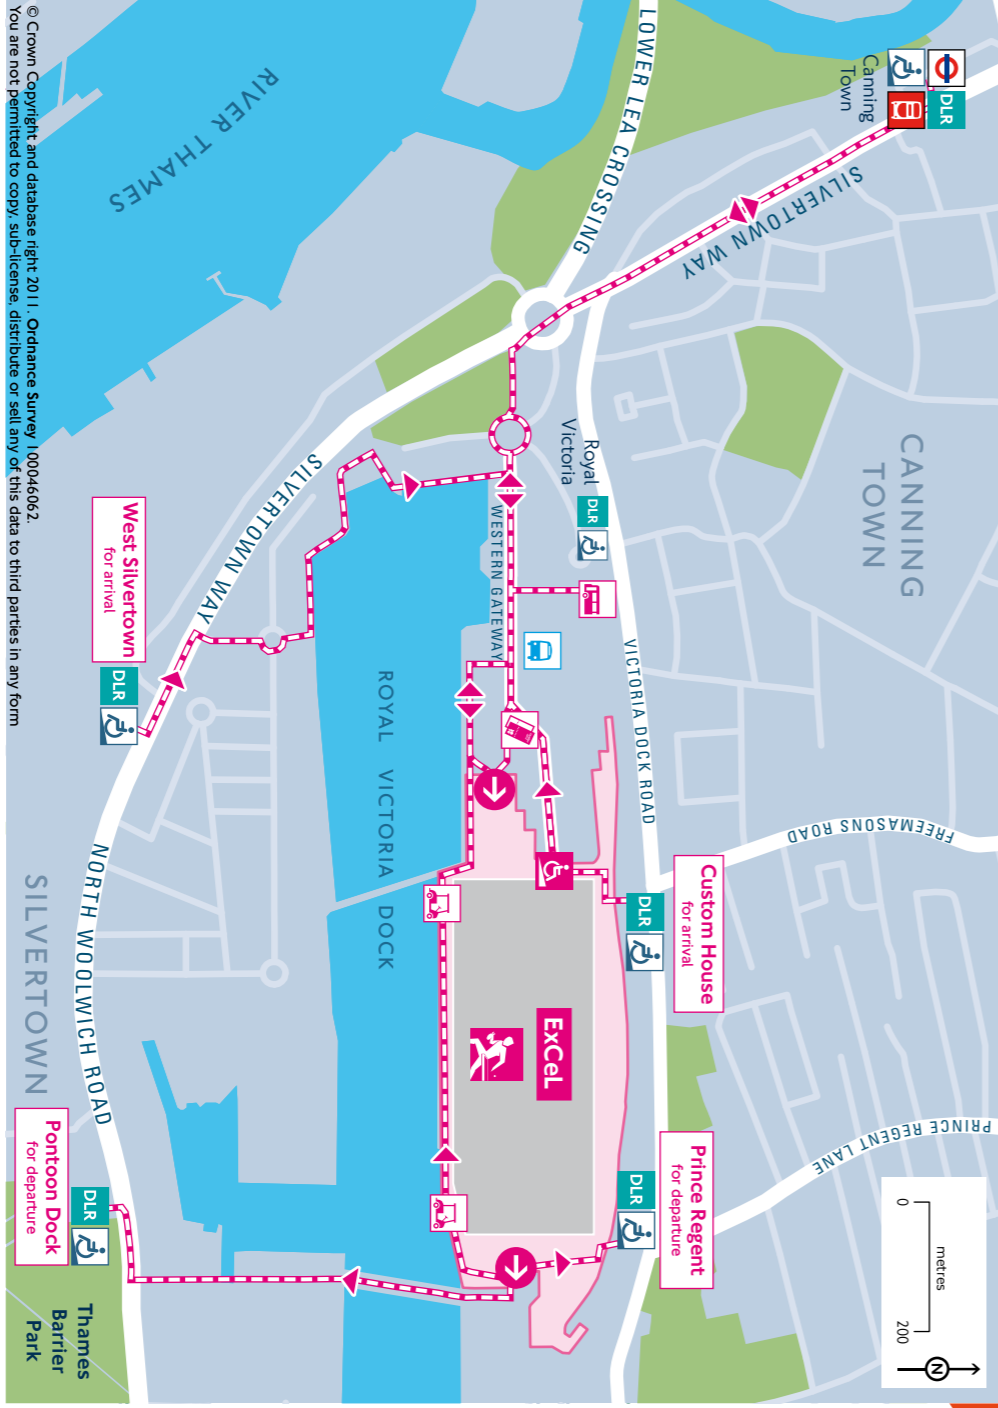 LOWER LEA CROSSING
RIVER THAMES
Canning
Town
DLR
SILVERTOWN WAY
CANNING
TOWN
Royal
Victoria
DLR
WESTERN GATEWAY
VICTORIA DOCK ROAD
FREEMASONS ROAD
PRINCE REGENT LANE
SILVERTOWN WAY
West Silvertown
for arrival
DLR
ROYAL VICTORIA DOCK
Custom House
for arrival
DLR
ExCeL
Prince Regent
for departure
DLR
NORTH WOOLWICH ROAD
SILVERTOWN
Pontoon Dock
for departure
DLR
Thames
Barrier
Park
0
metres
200
N
© Crown Copyright and database right 2011. Ordnance Survey 100046062.
You are not permitted to copy, sub-license, distribute or sell any of this data to third parties in any form